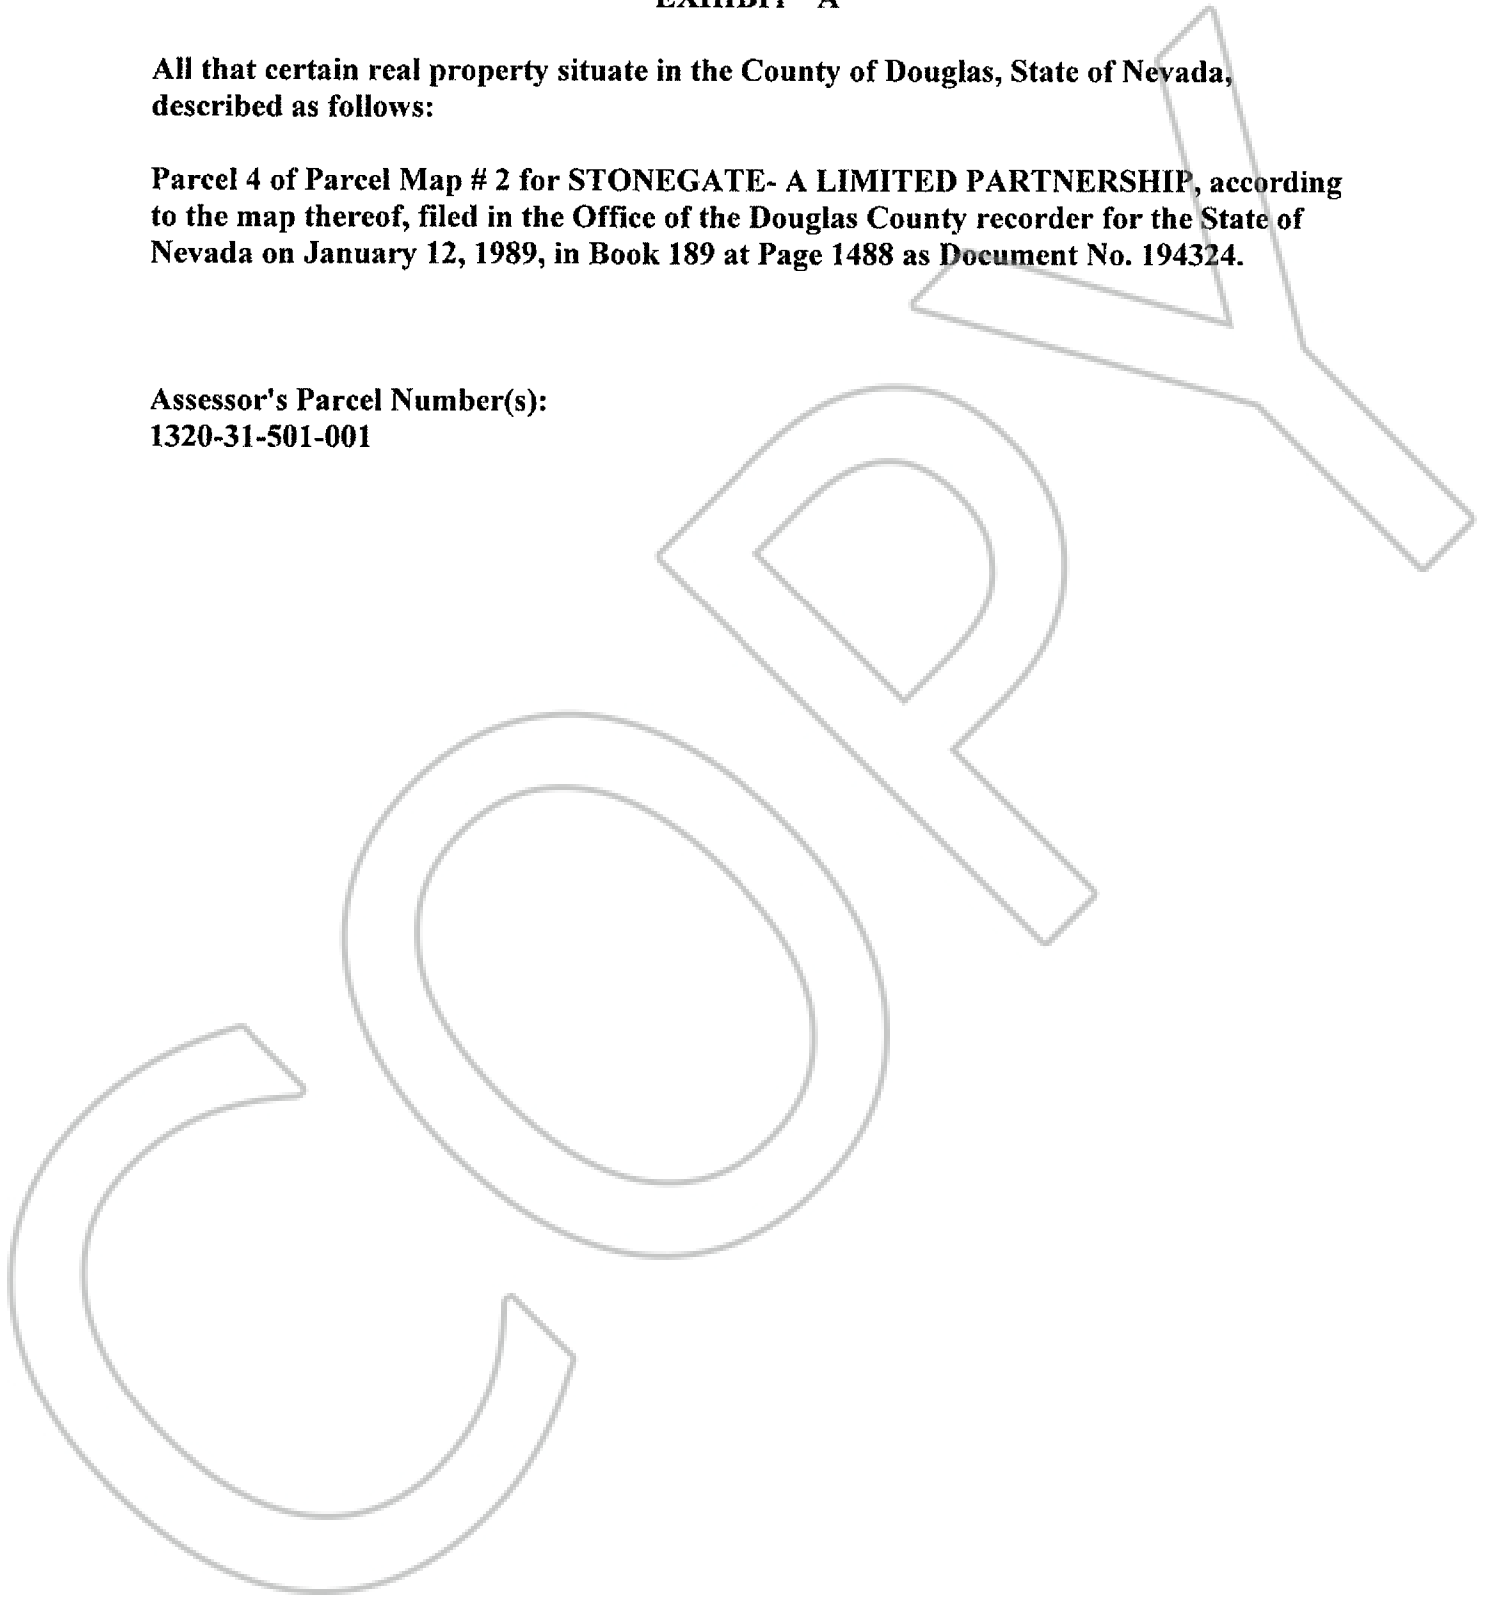 EXHIBIT "A"
All that certain real property situate in the County of Douglas, State of Nevada,
described as follows:
Parcel 4 of Parcel Map # 2 for STONEGATE- A LIMITED PARTNERSHIP, according
to the map thereof, filed in the Office of the Douglas County recorder for the State of
Nevada on January 12, 1989, in Book 189 at Page 1488 as Document No. 194324.
Assessor's Parcel Number(s):
1320-31-501-001
COPY